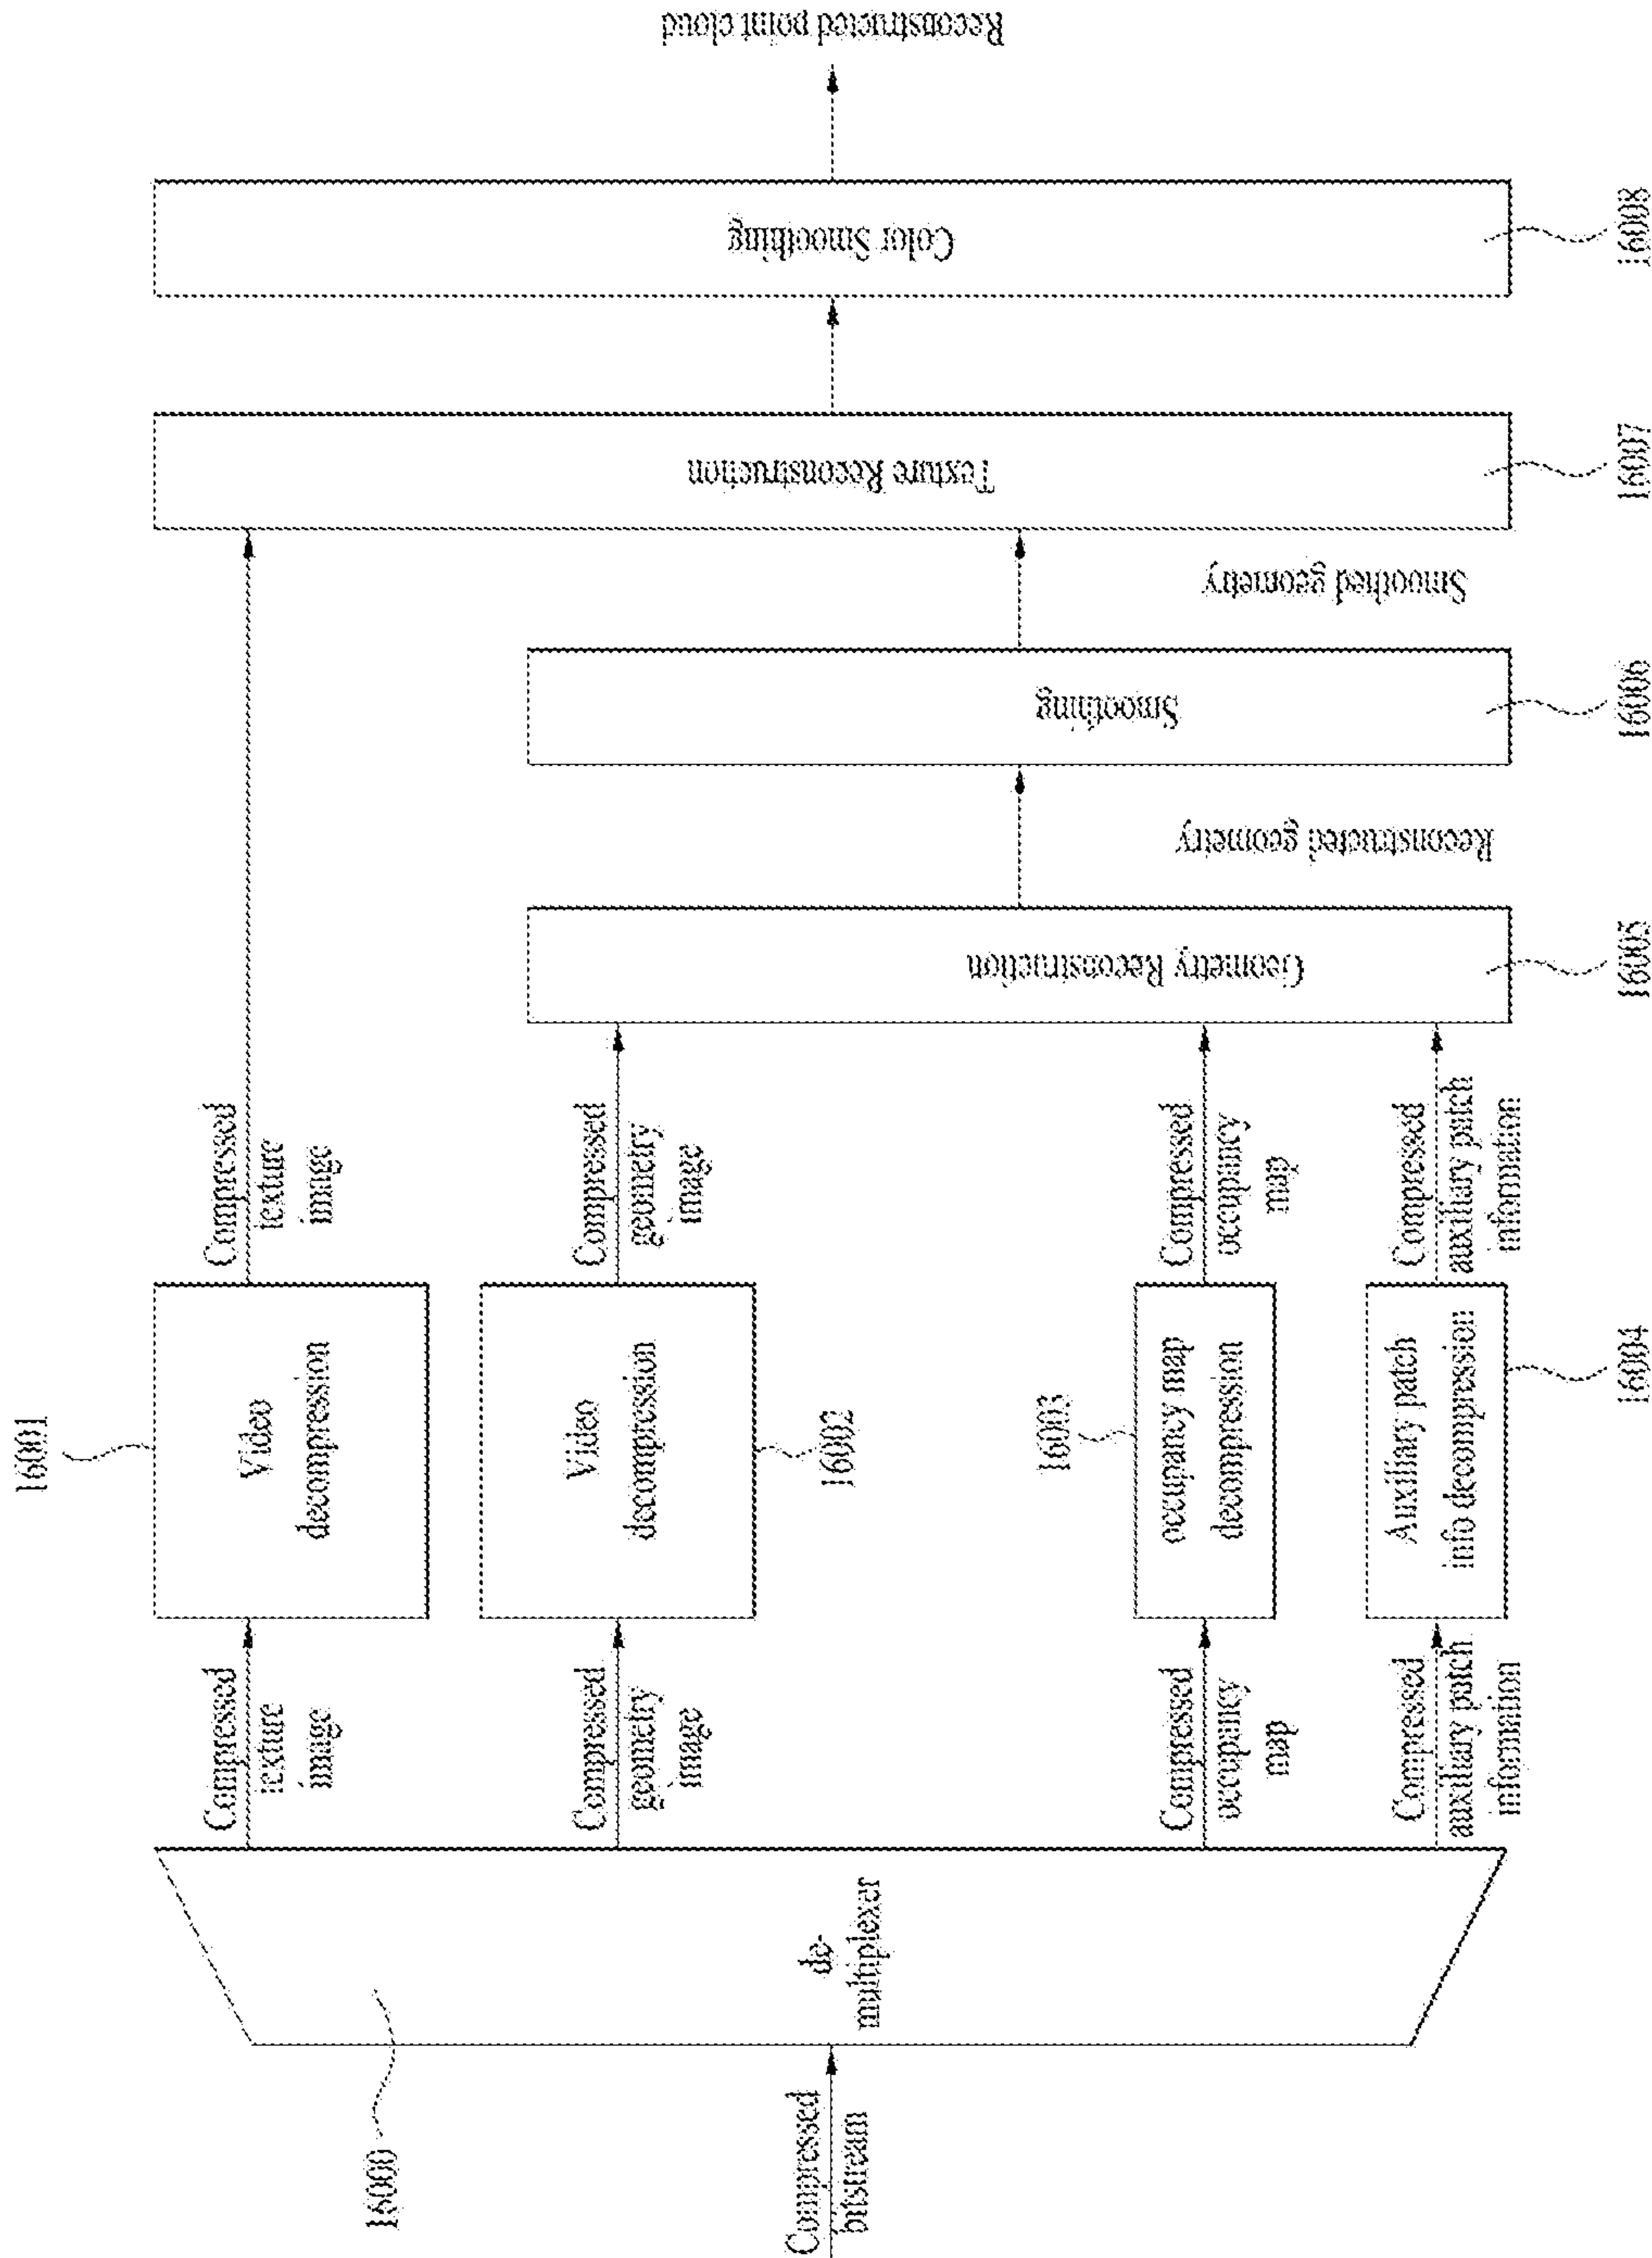 Compressed
bitstream
16000
de-
multiplexer
Compressed
texture
image
Compressed
geometry
image
Compressed
occupancy
map
Compressed
auxiliary patch
information
16001
Video
decompression
Video
decompression
16002
16003
occupancy map
decompression
Auxiliary patch
info decompression
16004
Compressed
texture
image
Compressed
geometry
image
Compressed
occupancy
map
Compressed
auxiliary patch
information
Geometry Reconstruction
16005
Reconstructed geometry
Smoothing
16006
Smoothed geometry
Texture Reconstruction
16007
Color Smoothing
16008
Reconstructed point cloud